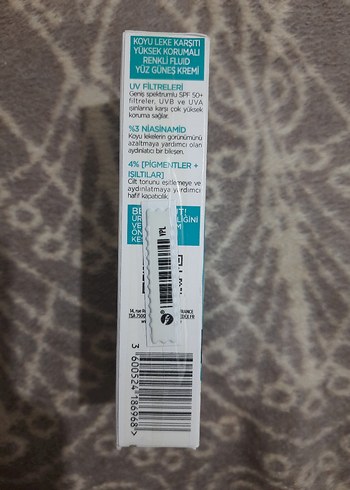 KOYU LEKE KARŞITI
YÜKSEK KORUMALI
RENKLİ FLUID
YÜZ GÜNEŞ KREMİ
UV FİLTRELERİ
Geniş spektrumlu SPF 50+
filtreler, UVB ve UVA
ışınlarına karşı çok yüksek
koruma sağlar.
%3 NİASİNAMİD
Koyu lekelerin görünümünü
azaltmaya yardımcı olan
aydınlatıcı bir bileşen.
4% [PİGMENTLER +
IŞILTILAR]
Cilt tonunu eşitlemeye ve
aydınlatmaya yardımcı
hafif kapatıcılık.
YPL
FRANCE
3 600524 186968>